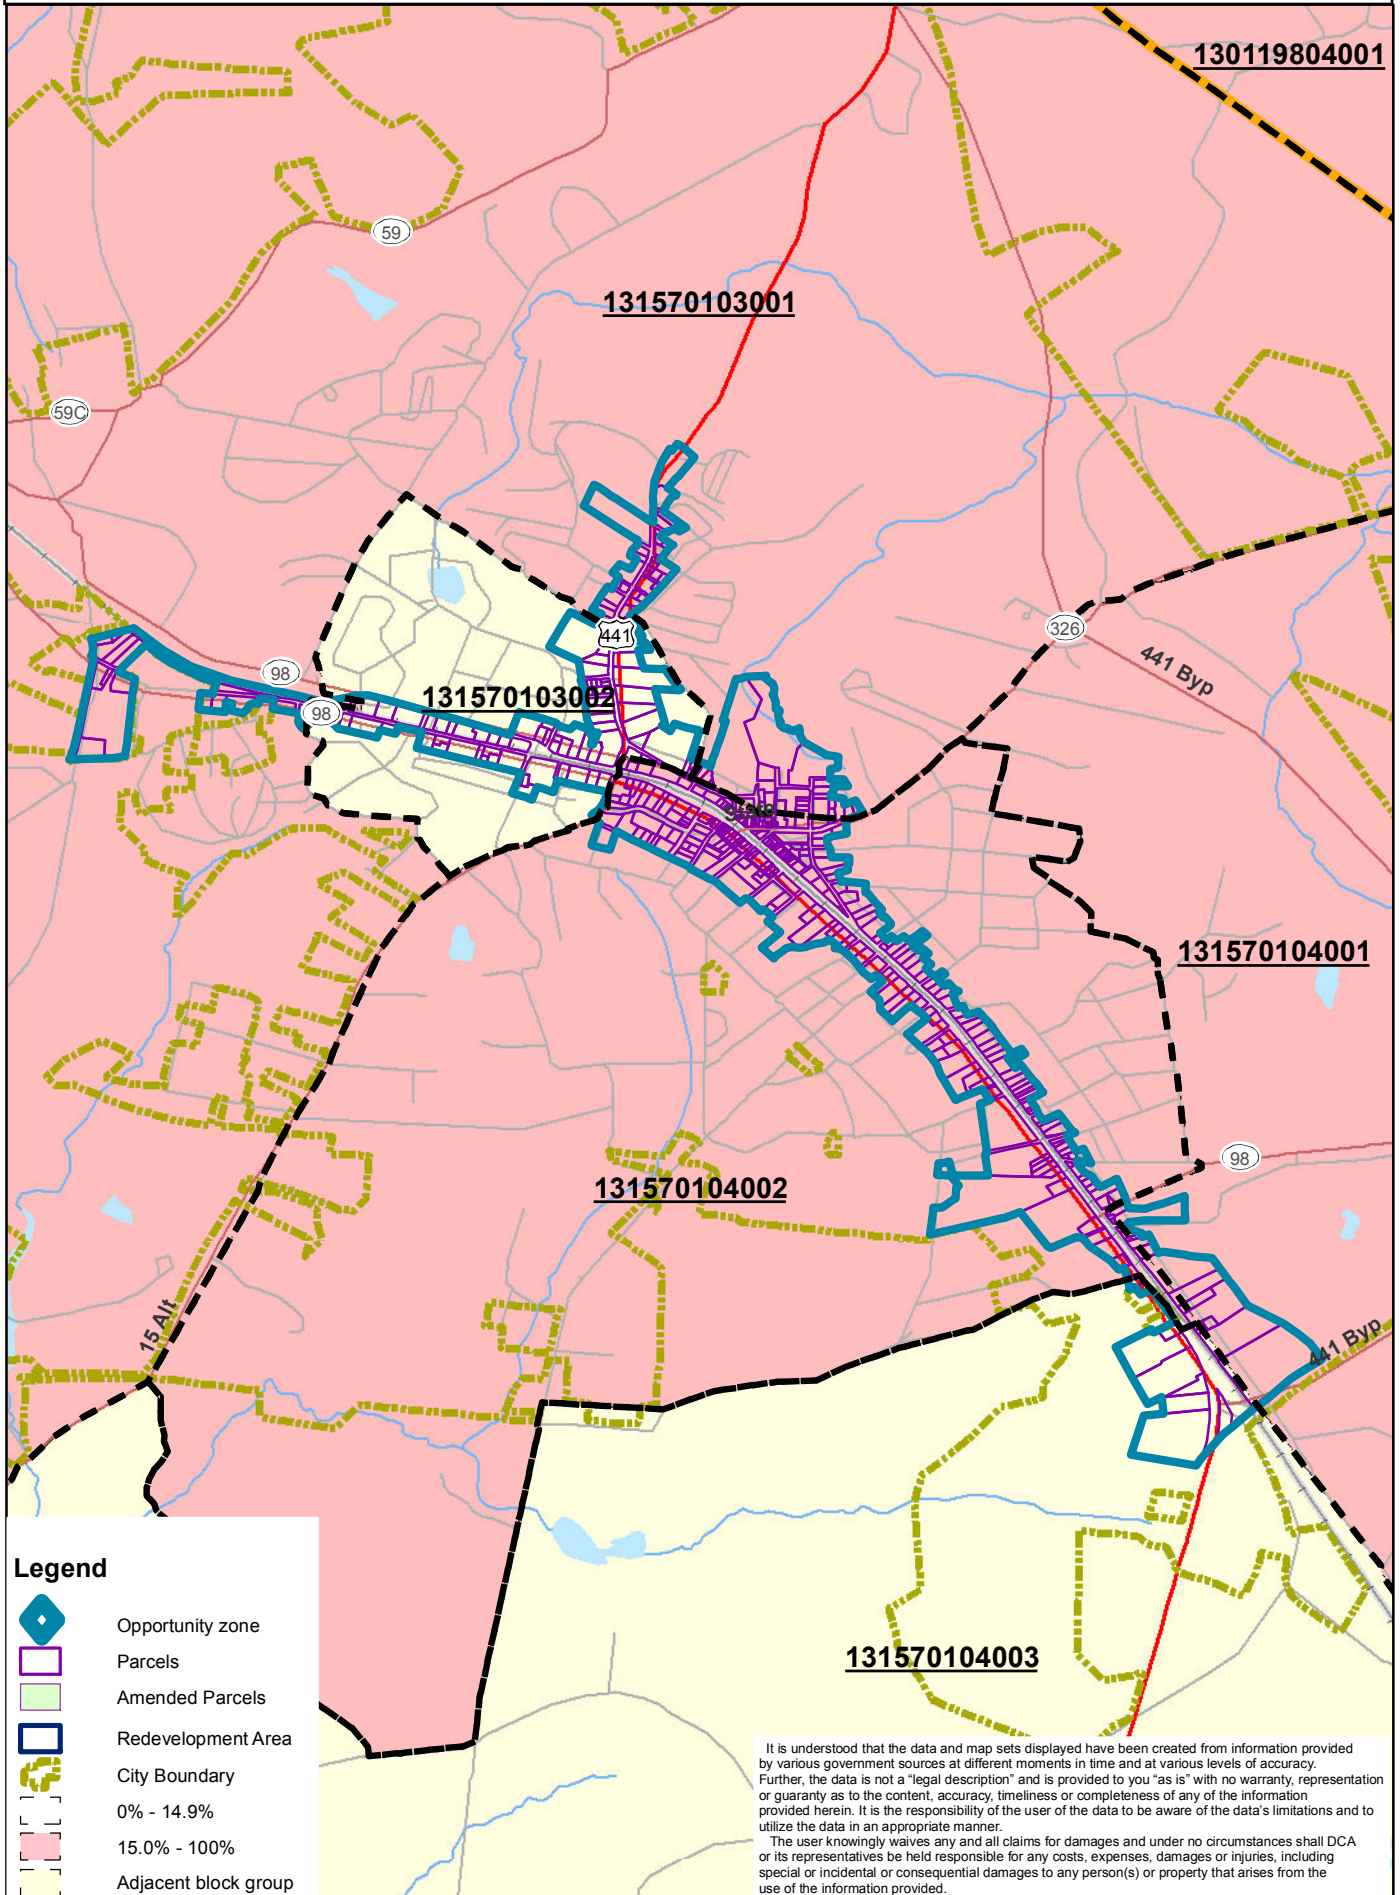 130119804001
59
131570103001
59C
441
326
441 Byp
98
131570103002
98
State
131570104001
98
131570104002
15 Alt
441 Byp
131570104003
Legend
Opportunity zone
Parcels
Amended Parcels
Redevelopment Area
City Boundary
0% - 14.9%
15.0% - 100%
Adjacent block group
It is understood that the data and map sets displayed have been created from information provided
by various government sources at different moments in time and at various levels of accuracy.
Further, the data is not a “legal description” and is provided to you “as is” with no warranty, representation
or guaranty as to the content, accuracy, timeliness or completeness of any of the information
provided herein. It is the responsibility of the user of the data to be aware of the data’s limitations and to
utilize the data in an appropriate manner.
The user knowingly waives any and all claims for damages and under no circumstances shall DCA
or its representatives be held responsible for any costs, expenses, damages or injuries, including
special or incidental or consequential damages to any person(s) or property that arises from the
use of the information provided.